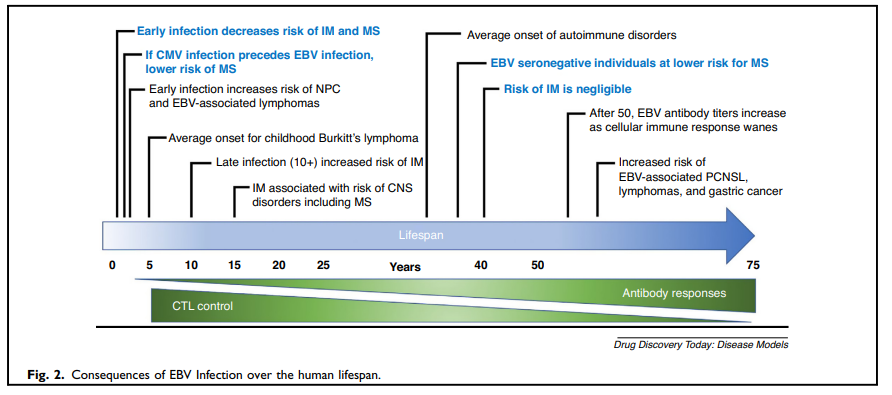 Early infection decreases risk of IM and MS
If CMV infection precedes EBV infection,
lower risk of MS
Early infection increases risk of NPC
and EBV-associated lymphomas
Average onset for childhood Burkitt's lymphoma
Late infection (10+) increased risk of IM
IM associated with risk of CNS
disorders including MS
Average onset of autoimmune disorders
EBV seronegative individuals at lower risk for MS
Risk of IM is negligible
After 50, EBV antibody titers increase
as cellular immune response wanes
Increased risk of
EBV-associated PCNSL,
lymphomas, and gastric cancer
Lifespan
0 5 10 15 20 25 Years 40 50 75
Antibody responses
CTL control
Drug Discovery Today: Disease Models
Fig. 2. Consequences of EBV Infection over the human lifespan.